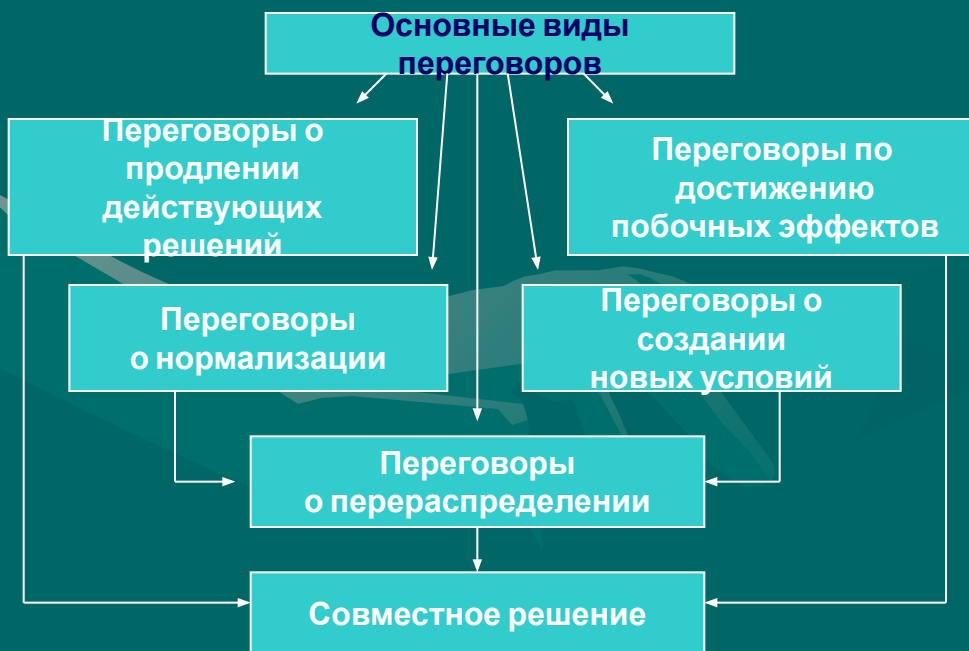 Основные виды
переговоров
Переговоры о
продлении
действующих
решений
Переговоры по
достижению
побочных эффектов
Переговоры
о нормализации
Переговоры о
создании
новых условий
Переговоры
о перераспределении
Совместное решение